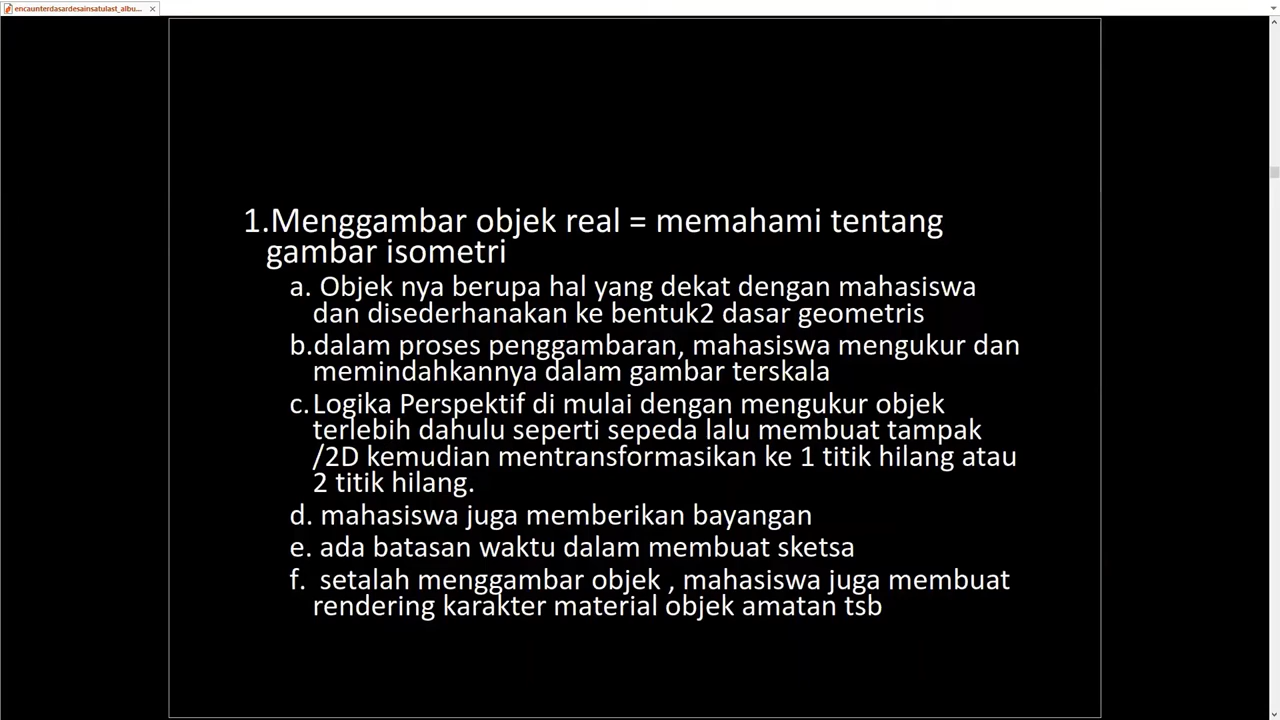 encaunterdasardesainsatulast_albu...
1.Menggambar objek real = memahami tentang
gambar isometri
a. Objek nya berupa hal yang dekat dengan mahasiswa
dan disederhanakan ke bentuk2 dasar geometris
b.dalam proses penggambaran, mahasiswa mengukur dan
memindahkannya dalam gambar terskala
c. Logika Perspektif di mulai dengan mengukur objek
terlebih dahulu seperti sepeda lalu membuat tampak
/2D kemudian mentransformasikan ke 1 titik hilang atau
2 titik hilang.
d. mahasiswa juga memberikan bayangan
e. ada batasan waktu dalam membuat sketsa
f. setalah menggambar objek , mahasiswa juga membuat
rendering karakter material objek amatan tsb